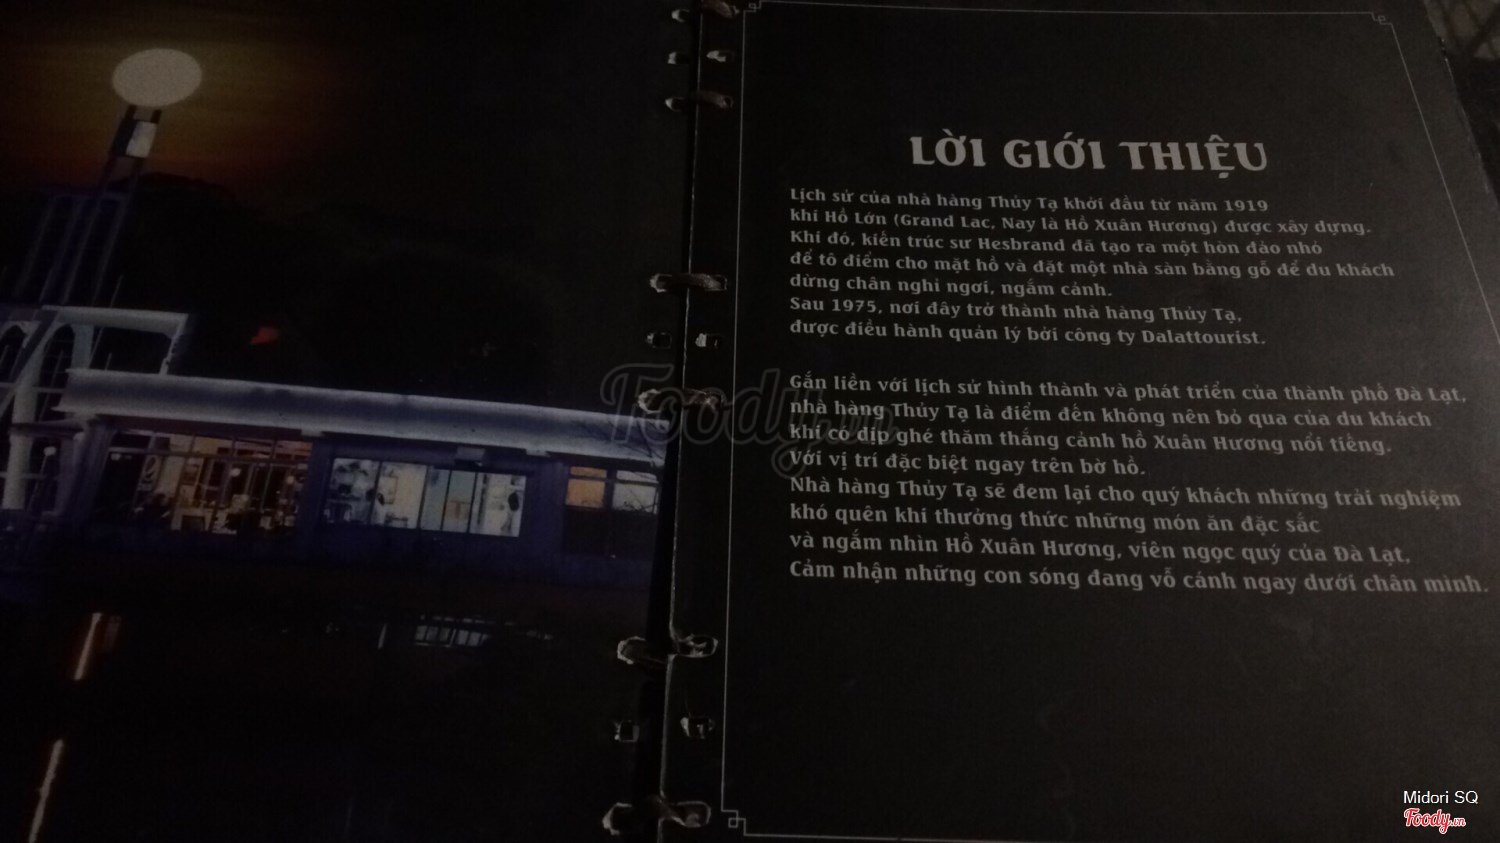 LỜI GIỚI THIỆU
Lịch sử của nhà hàng Thủy Tạ khởi đầu từ năm 1919
khi Hồ Lớn (Grand Lac, Nay là Hồ Xuân Hương) được xây dựng.
Khi đó, kiến trúc sư Hesbrand đã tạo ra một hòn đảo nhỏ
để tô điểm cho mặt hồ và đặt một nhà sàn bằng gỗ để du khách
dừng chân nghỉ ngơi, ngắm cảnh.
Sau 1975, nơi đây trở thành nhà hàng Thủy Tạ,
được điều hành quản lý bởi công ty Dalattourist.
Gắn liền với lịch sử hình thành và phát triển của thành phố Đà Lạt,
nhà hàng Thủy Tạ là điểm đến không nên bỏ qua của du khách
khi có dịp ghé thăm thắng cảnh hồ Xuân Hương nổi tiếng.
Với vị trí đặc biệt ngay trên bờ hồ.
Nhà hàng Thủy Tạ sẽ đem lại cho quý khách những trải nghiệm
khó quên khi thưởng thức những món ăn đặc sắc
và ngắm nhìn Hồ Xuân Hương, viên ngọc quý của Đà Lạt,
Cảm nhận những con sóng đang vỗ cánh ngay dưới chân mình.
Foody.vn
Midori SQ
Foody.vn